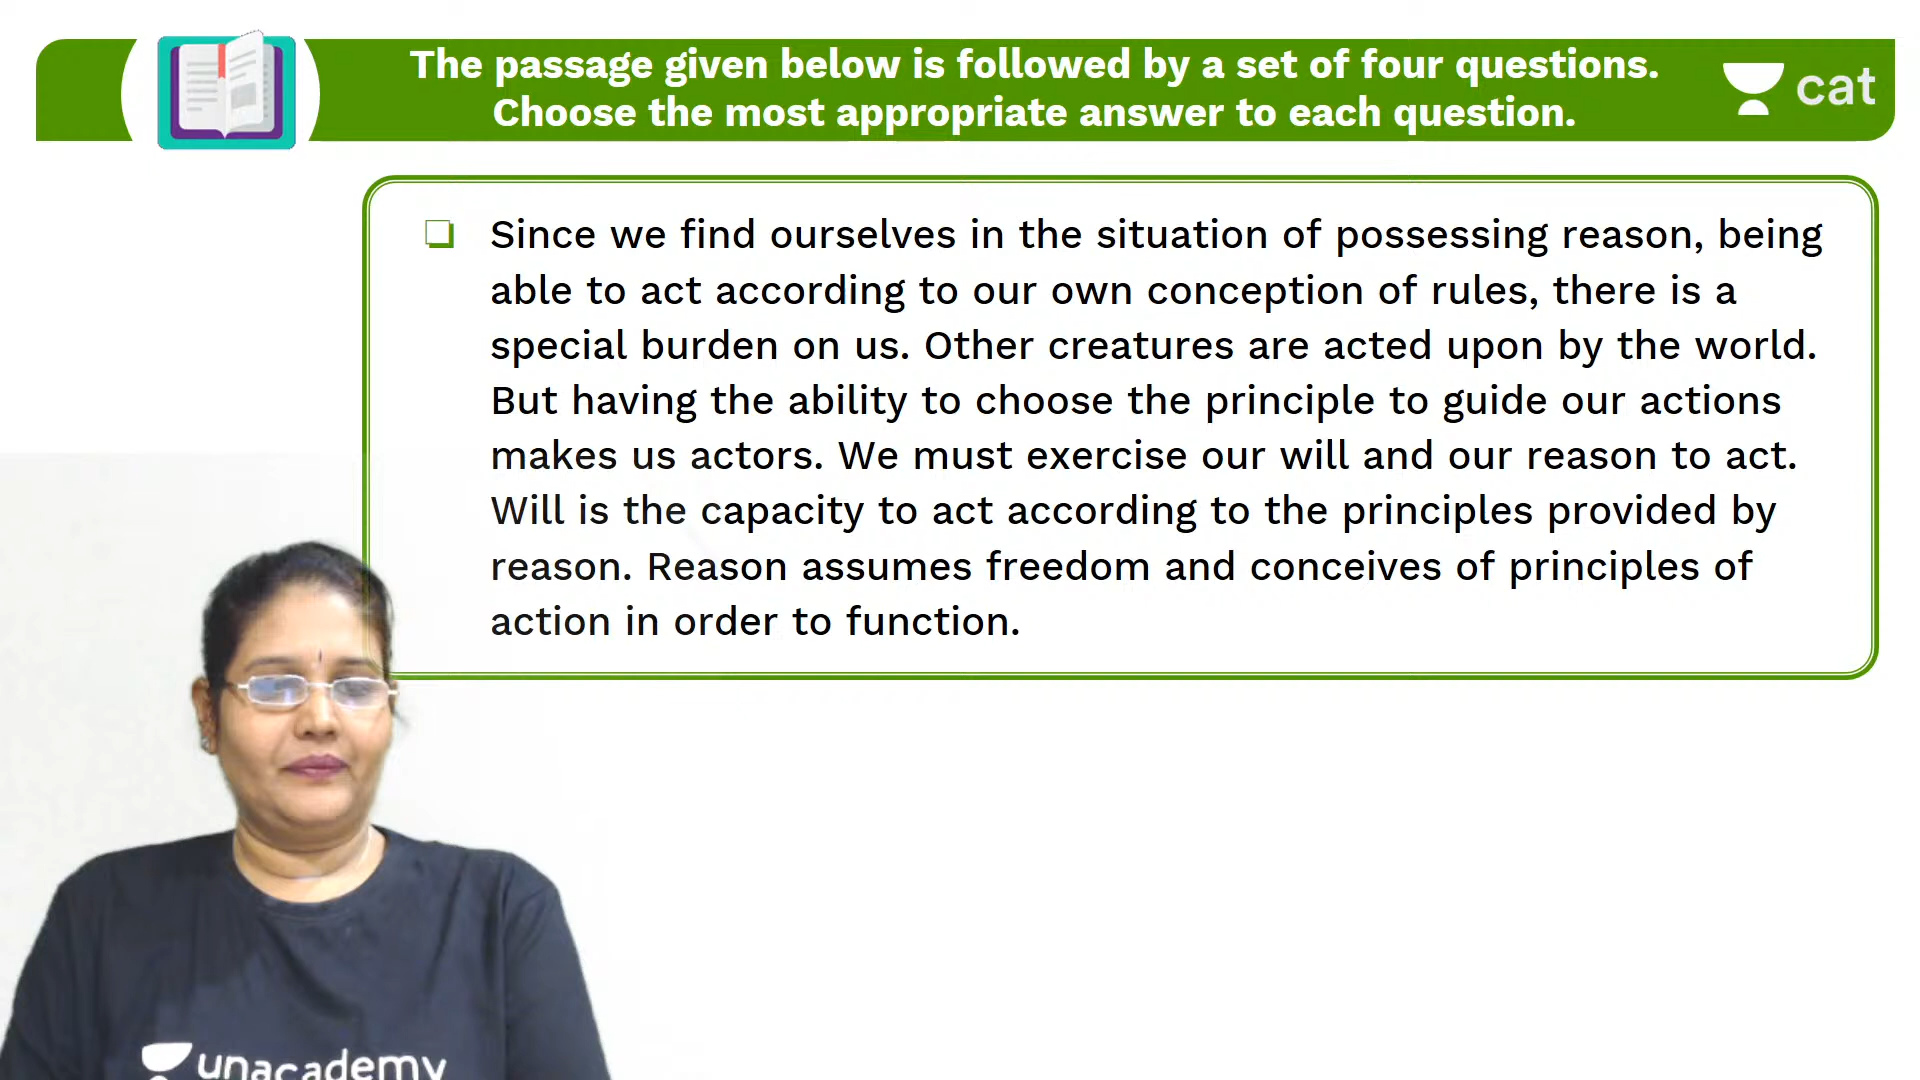 The passage given below is followed by a set of four questions.
Choose the most appropriate answer to each question.
cat
Since we find ourselves in the situation of possessing reason, being
able to act according to our own conception of rules, there is a
special burden on us. Other creatures are acted upon by the world.
But having the ability to choose the principle to guide our actions
makes us actors. We must exercise our will and our reason to act.
Will is the capacity to act according to the principles provided by
reason. Reason assumes freedom and conceives of principles of
action in order to function.
unacademy